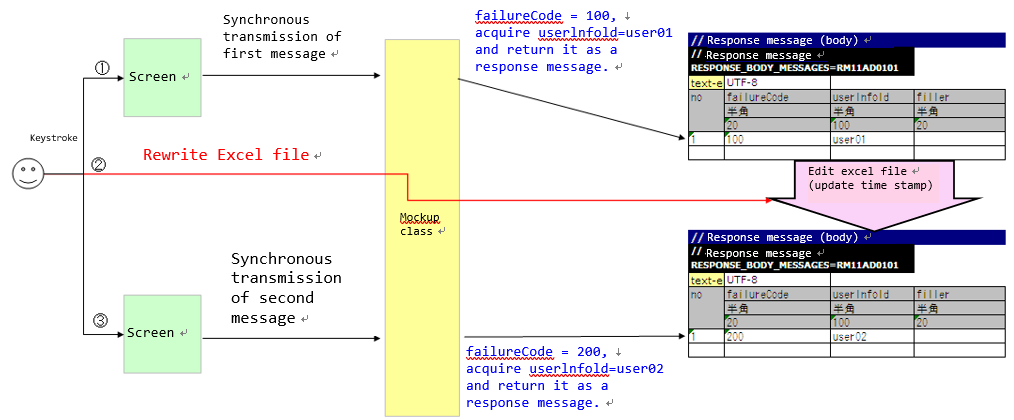 Synchronous
transmission of
first message
failureCode = 100,
acquire userInfoId=user01
and return it as a
response message.
①
Screen
Keystroke
②
Rewrite Excel file
Mockup
class
③
Screen
Synchronous
transmission
of second
message
failureCode = 200,
acquire userInfoId=user02
and return it as a
response message.
// Response message (body)
// Response message
RESPONSE_BODY_MESSAGES=RM11AD0101
text-e UTF-8
no failureCode userInfoId filler
半角 半角 半角
20 100 20
1 100 user01
Edit excel file
(update time stamp)
// Response message (body)
// Response message
RESPONSE_BODY_MESSAGES=RM11AD0101
text-e UTF-8
no failureCode userInfoId filler
半角 半角 半角
20 100 20
1 200 user02